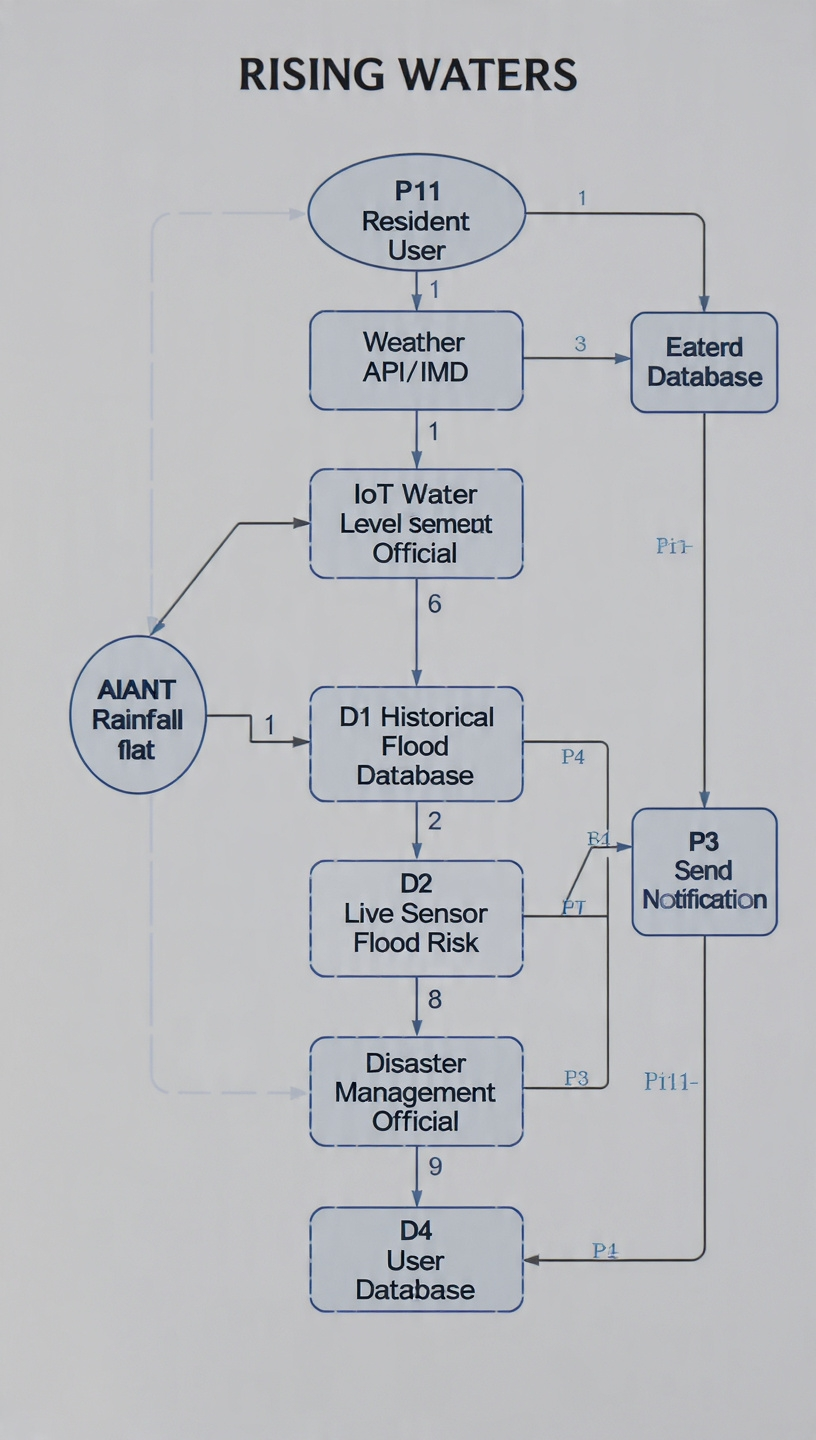 RISING WATERS
P11
Resident
User
1
1
Weather
API/IMD
3
Eaterd
Database
1
IoT Water
Level sement
Official
Pi1-
6
AIANT
Rainfall
flat
1
D1 Historical
Flood
Database
P4
2
P3
Send
Notification
D2
Live Sensor
Flood Risk
PT
8
Disaster
Management
Official
P3
Pi11-
9
D4
User
Database
P4